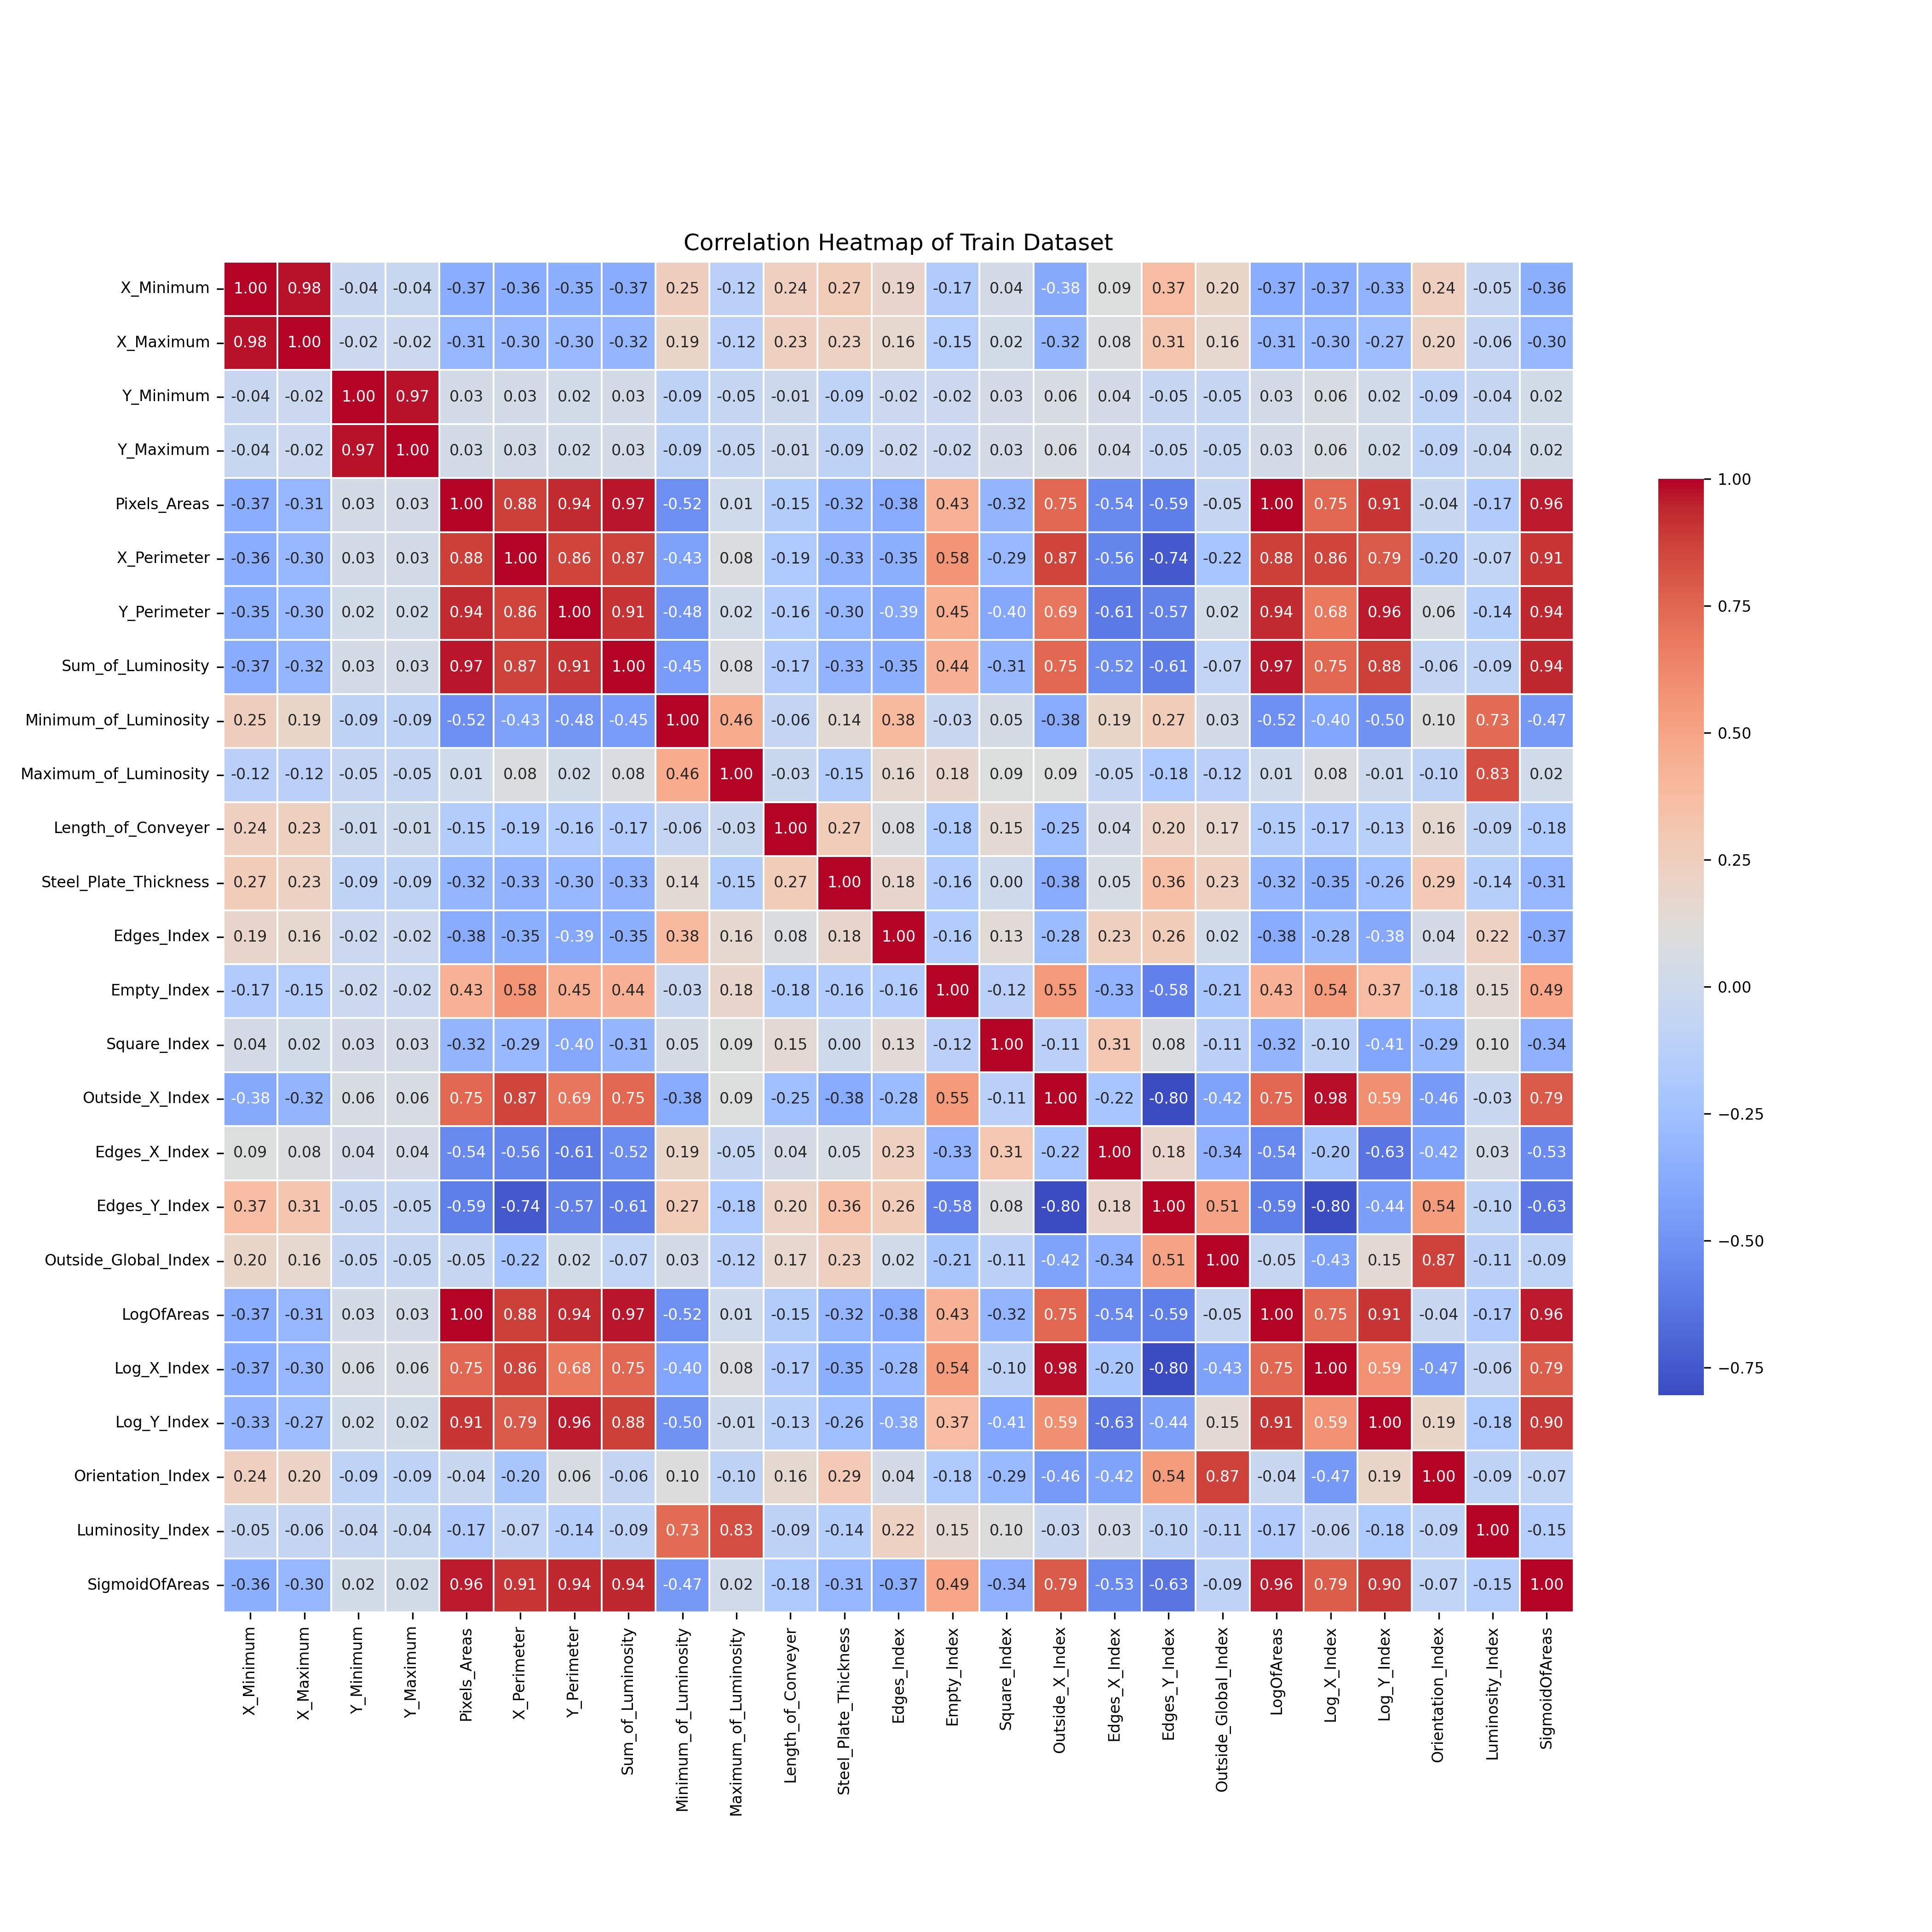 Correlation Heatmap of Train Dataset
X_Minimum 1.00 0.98 -0.04 -0.04 -0.37 -0.36 -0.35 -0.37 0.25 -0.12 0.24 0.27 0.19 -0.17 0.04 -0.38 0.09 0.37 0.20 -0.37 -0.37 -0.33 0.24 -0.05 -0.36
X_Maximum 0.98 1.00 -0.02 -0.02 -0.31 -0.30 -0.30 -0.32 0.19 -0.12 0.23 0.23 0.16 -0.15 0.02 -0.32 0.08 0.31 0.16 -0.31 -0.30 -0.27 0.20 -0.06 -0.30
Y_Minimum -0.04 -0.02 1.00 0.97 0.03 0.03 0.02 0.03 -0.09 -0.05 -0.01 -0.09 -0.02 -0.02 0.03 0.06 0.04 -0.05 -0.05 0.03 0.06 0.02 -0.09 -0.04 0.02
Y_Maximum -0.04 -0.02 0.97 1.00 0.03 0.03 0.02 0.03 -0.09 -0.05 -0.01 -0.09 -0.02 -0.02 0.03 0.06 0.04 -0.05 -0.05 0.03 0.06 0.02 -0.09 -0.04 0.02
Pixels_Areas -0.37 -0.31 0.03 0.03 1.00 0.88 0.94 0.97 -0.52 0.01 -0.15 -0.32 -0.38 0.43 -0.32 0.75 -0.54 -0.59 -0.05 1.00 0.75 0.91 -0.04 -0.17 0.96
X_Perimeter -0.36 -0.30 0.03 0.03 0.88 1.00 0.86 0.87 -0.43 0.08 -0.19 -0.33 -0.35 0.58 -0.29 0.87 -0.56 -0.74 -0.22 0.88 0.86 0.79 -0.20 -0.07 0.91
Y_Perimeter -0.35 -0.30 0.02 0.02 0.94 0.86 1.00 0.91 -0.48 0.02 -0.16 -0.30 -0.39 0.45 -0.40 0.69 -0.61 -0.57 0.02 0.94 0.68 0.96 0.06 -0.14 0.94
Sum_of_Luminosity -0.37 -0.32 0.03 0.03 0.97 0.87 0.91 1.00 -0.45 0.08 -0.17 -0.33 -0.35 0.44 -0.31 0.75 -0.52 -0.61 -0.07 0.97 0.75 0.88 -0.06 -0.09 0.94
Minimum_of_Luminosity 0.25 0.19 -0.09 -0.09 -0.52 -0.43 -0.48 -0.45 1.00 0.46 -0.06 0.14 0.38 -0.03 0.05 -0.38 0.19 0.27 0.03 -0.52 -0.40 -0.50 0.10 0.73 -0.47
Maximum_of_Luminosity -0.12 -0.12 -0.05 -0.05 0.01 0.08 0.02 0.08 0.46 1.00 -0.03 -0.15 0.16 0.18 0.09 0.09 -0.05 -0.18 -0.12 0.01 0.08 -0.01 -0.10 0.83 0.02
Length_of_Conveyer 0.24 0.23 -0.01 -0.01 -0.15 -0.19 -0.16 -0.17 -0.06 -0.03 1.00 0.27 0.08 -0.18 0.15 -0.25 0.04 0.20 0.17 -0.15 -0.17 -0.13 0.16 -0.09 -0.18
Steel_Plate_Thickness 0.27 0.23 -0.09 -0.09 -0.32 -0.33 -0.30 -0.33 0.14 -0.15 0.27 1.00 0.18 -0.16 0.00 -0.38 0.05 0.36 0.23 -0.32 -0.35 -0.26 0.29 -0.14 -0.31
Edges_Index 0.19 0.16 -0.02 -0.02 -0.38 -0.35 -0.39 -0.35 0.38 0.16 0.08 0.18 1.00 -0.16 0.13 -0.28 0.23 0.26 0.02 -0.38 -0.28 -0.38 0.04 0.22 -0.37
Empty_Index -0.17 -0.15 -0.02 -0.02 0.43 0.58 0.45 0.44 -0.03 0.18 -0.18 -0.16 -0.16 1.00 -0.12 0.55 -0.33 -0.58 -0.21 0.43 0.54 0.37 -0.18 0.15 0.49
Square_Index 0.04 0.02 0.03 0.03 -0.32 -0.29 -0.40 -0.31 0.05 0.09 0.15 0.00 0.13 -0.12 1.00 -0.11 0.31 0.08 -0.11 -0.32 -0.10 -0.41 -0.29 0.10 -0.34
Outside_X_Index -0.38 -0.32 0.06 0.06 0.75 0.87 0.69 0.75 -0.38 0.09 -0.25 -0.38 -0.28 0.55 -0.11 1.00 -0.22 -0.80 -0.42 0.75 0.98 0.59 -0.46 -0.03 0.79
Edges_X_Index 0.09 0.08 0.04 0.04 -0.54 -0.56 -0.61 -0.52 0.19 -0.05 0.04 0.05 0.23 -0.33 0.31 -0.22 1.00 0.18 -0.34 -0.54 -0.20 -0.63 -0.42 0.03 -0.53
Edges_Y_Index 0.37 0.31 -0.05 -0.05 -0.59 -0.74 -0.57 -0.61 0.27 -0.18 0.20 0.36 0.26 -0.58 0.08 -0.80 0.18 1.00 0.51 -0.59 -0.80 -0.44 0.54 -0.10 -0.63
Outside_Global_Index 0.20 0.16 -0.05 -0.05 -0.05 -0.22 0.02 -0.07 0.03 -0.12 0.17 0.23 0.02 -0.21 -0.11 -0.42 -0.34 0.51 1.00 -0.05 -0.43 0.15 0.87 -0.11 -0.09
LogOfAreas -0.37 -0.31 0.03 0.03 1.00 0.88 0.94 0.97 -0.52 0.01 -0.15 -0.32 -0.38 0.43 -0.32 0.75 -0.54 -0.59 -0.05 1.00 0.75 0.91 -0.04 -0.17 0.96
Log_X_Index -0.37 -0.30 0.06 0.06 0.75 0.86 0.68 0.75 -0.40 0.08 -0.17 -0.35 -0.28 0.54 -0.10 0.98 -0.20 -0.80 -0.43 0.75 1.00 0.59 -0.47 -0.06 0.79
Log_Y_Index -0.33 -0.27 0.02 0.02 0.91 0.79 0.96 0.88 -0.50 -0.01 -0.13 -0.26 -0.38 0.37 -0.41 0.59 -0.63 -0.44 0.15 0.91 0.59 1.00 0.19 -0.18 0.90
Orientation_Index 0.24 0.20 -0.09 -0.09 -0.04 -0.20 0.06 -0.06 0.10 -0.10 0.16 0.29 0.04 -0.18 -0.29 -0.46 -0.42 0.54 0.87 -0.04 -0.47 0.19 1.00 -0.09 -0.07
Luminosity_Index -0.05 -0.06 -0.04 -0.04 -0.17 -0.07 -0.14 -0.09 0.73 0.83 -0.09 -0.14 0.22 0.15 0.10 -0.03 0.03 -0.10 -0.11 -0.17 -0.06 -0.18 -0.09 1.00 -0.15
SigmoidOfAreas -0.36 -0.30 0.02 0.02 0.96 0.91 0.94 0.94 -0.47 0.02 -0.18 -0.31 -0.37 0.49 -0.34 0.79 -0.53 -0.63 -0.09 0.96 0.79 0.90 -0.07 -0.15 1.00
X_Minimum
X_Maximum
Y_Minimum
Y_Maximum
Pixels_Areas
X_Perimeter
Y_Perimeter
Sum_of_Luminosity
Minimum_of_Luminosity
Maximum_of_Luminosity
Length_of_Conveyer
Steel_Plate_Thickness
Edges_Index
Empty_Index
Square_Index
Outside_X_Index
Edges_X_Index
Edges_Y_Index
Outside_Global_Index
LogOfAreas
Log_X_Index
Log_Y_Index
Orientation_Index
Luminosity_Index
SigmoidOfAreas
1.00
0.75
0.50
0.25
0.00
−0.25
−0.50
−0.75